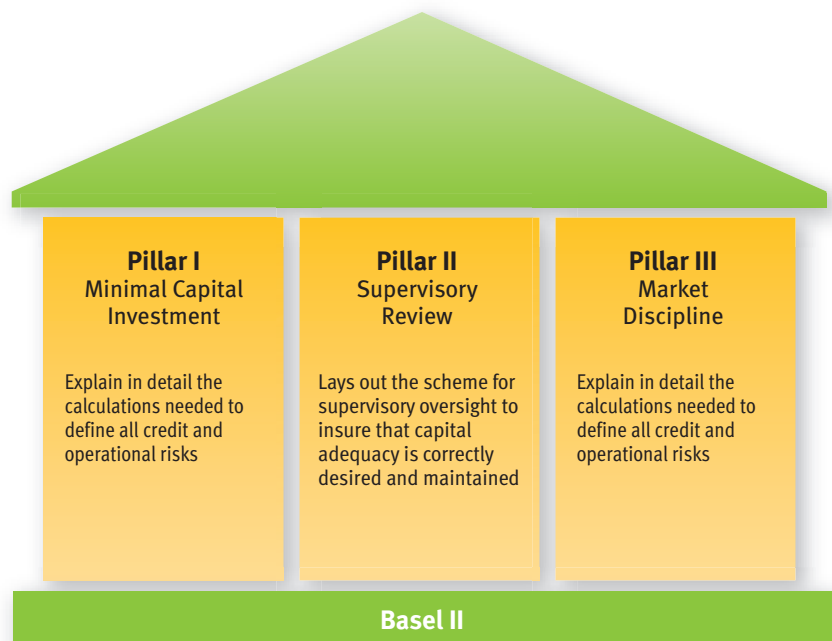 Pillar I
Minimal Capital
Investment
Explain in detail the
calculations needed to
define all credit and
operational risks
Pillar II
Supervisory
Review
Lays out the scheme for
supervisory oversight to
insure that capital
adequacy is correctly
desired and maintained
Pillar III
Market
Discipline
Explain in detail the
calculations needed to
define all credit and
operational risks
Basel II